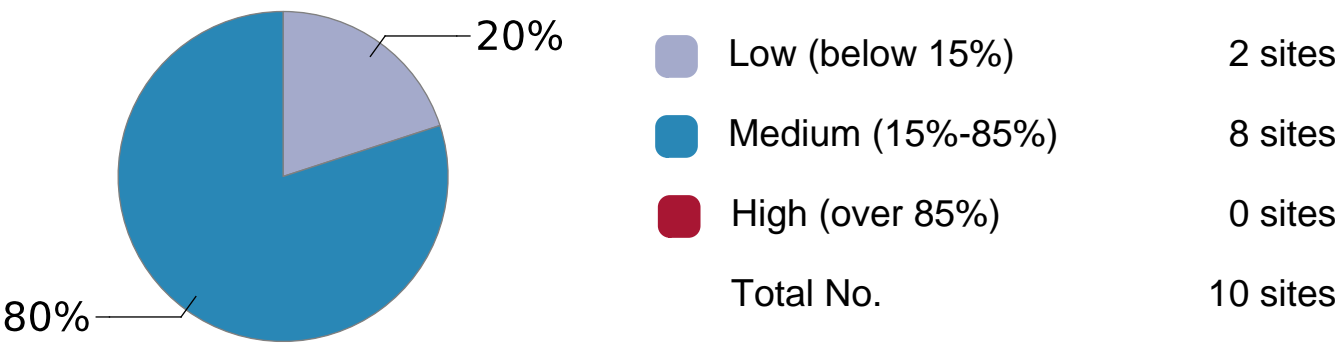 20%
80%
Low (below 15%) 2 sites
Medium (15%-85%) 8 sites
High (over 85%) 0 sites
Total No. 10 sites